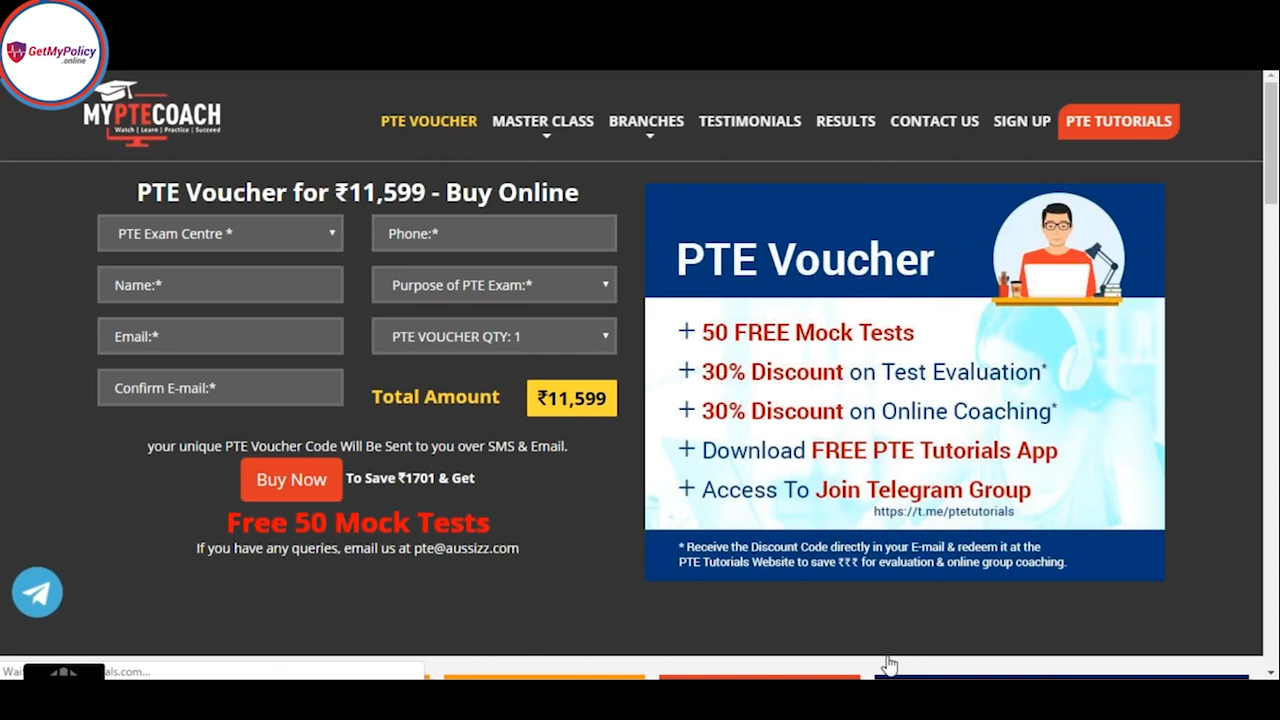 GetMyPolicy
.online
MYPTECOACH
Watch | Learn | Practice | Succeed
PTE VOUCHER MASTER CLASS BRANCHES TESTIMONIALS RESULTS CONTACT US SIGN UP PTE TUTORIALS
PTE Voucher for ₹11,599 - Buy Online
PTE Exam Centre *
Phone:*
Name:*
Purpose of PTE Exam:*
Email:*
PTE VOUCHER QTY: 1
Confirm E-mail:*
Total Amount ₹11,599
your unique PTE Voucher Code Will Be Sent to you over SMS & Email.
Buy Now To Save ₹1701 & Get
Free 50 Mock Tests
If you have any queries, email us at pte@aussizz.com
PTE Voucher
+ 50 FREE Mock Tests
+ 30% Discount on Test Evaluation*
+ 30% Discount on Online Coaching*
+ Download FREE PTE Tutorials App
+ Access To Join Telegram Group
https://t.me/ptetutorials
* Receive the Discount Code directly in your E-mail & redeem it at the
PTE Tutorials Website to save ₹₹₹ for evaluation & online group coaching.